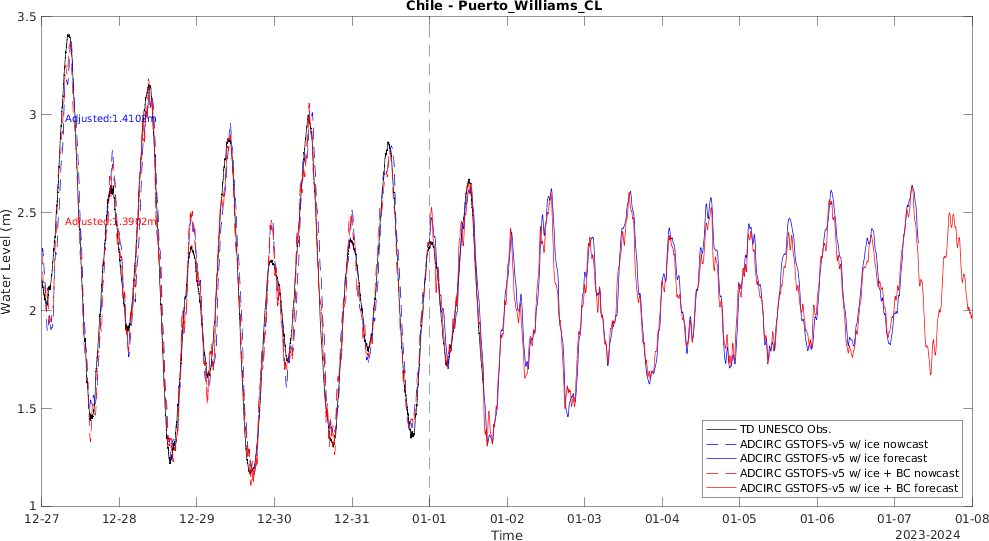 Chile - Puerto_Williams_CL
3.5
3
2.5
2
1.5
1
Water Level (m)
Adjusted:1.4102m
Adjusted:1.3902m
TD UNESCO Obs.
ADCIRC GSTOFS-v5 w/ ice nowcast
ADCIRC GSTOFS-v5 w/ ice forecast
ADCIRC GSTOFS-v5 w/ ice + BC nowcast
ADCIRC GSTOFS-v5 w/ ice + BC forecast
12-27 12-28 12-29 12-30 12-31 01-01 01-02 01-03 01-04 01-05 01-06 01-07 01-08
Time
2023-2024